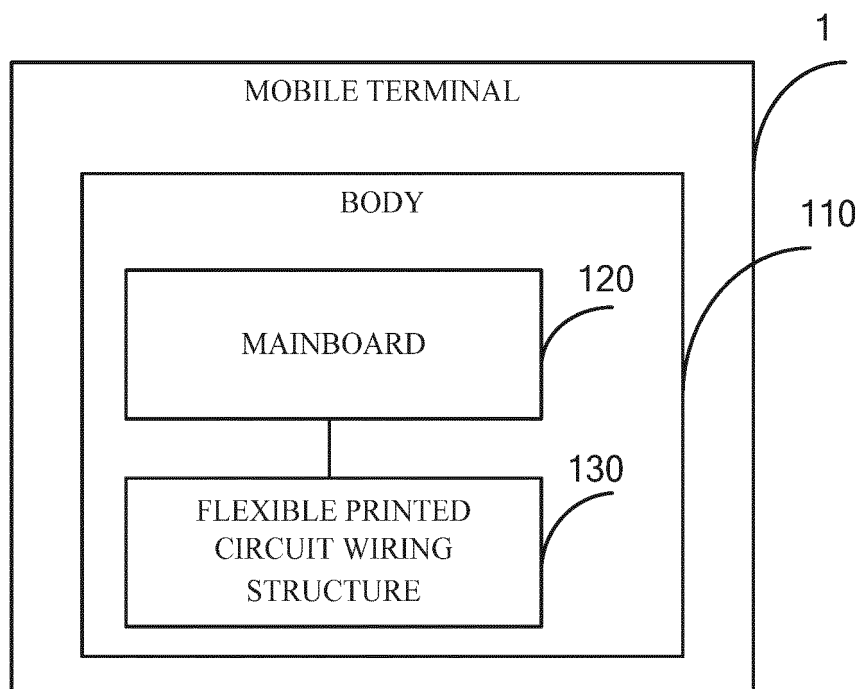 1
MOBILE TERMINAL
BODY
110
120
MAINBOARD
130
FLEXIBLE PRINTED
CIRCUIT WIRING
STRUCTURE